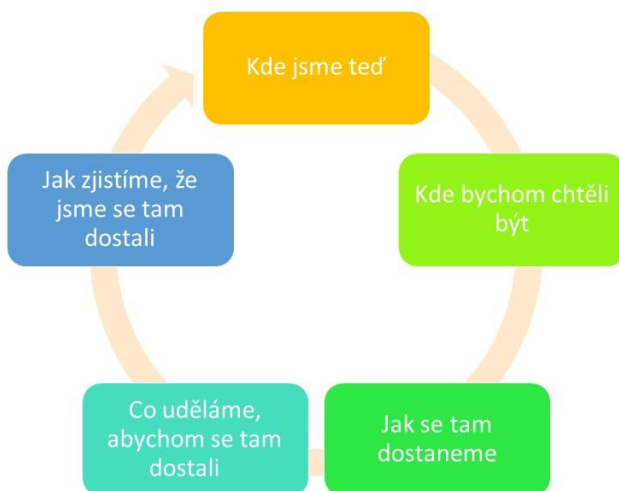 Kde jsme teď
Kde bychom chtěli
být
Jak se tam
dostaneme
Co uděláme,
abychom se tam
dostali
Jak zjistíme, že
jsme se tam
dostali